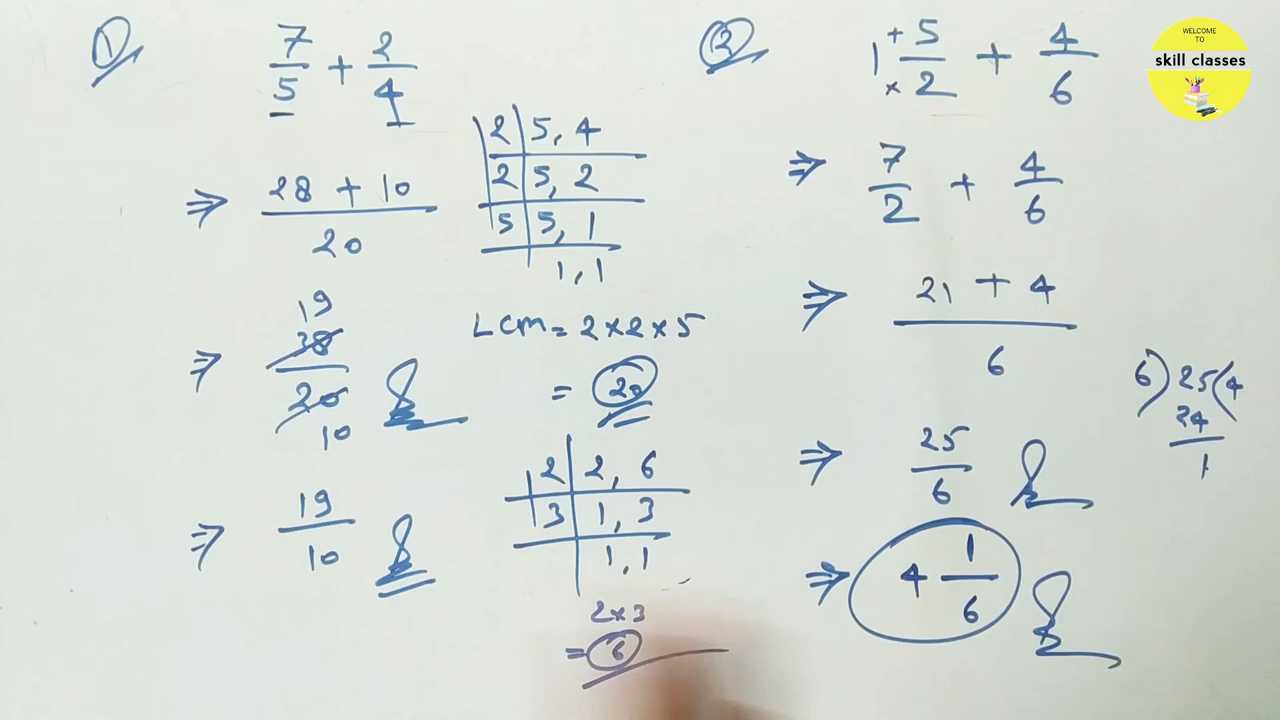 ① 7/5 + 2/4
⇒ 28 + 10 / 20
2 | 5, 4
2 | 5, 2
5 | 5, 1
1, 1
19
⇒ 38/20
10
LCM = 2×2×5
= 20
⇒ 19/10
2 | 2, 6
3 | 1, 3
1, 1
2×3
= 6
② 1 + 5 / × 2 + 4/6
⇒ 7/2 + 4/6
⇒ 21 + 4 / 6
⇒ 25/6
6) 25 (4
24
1
⇒ 4 1/6
WELCOME
TO
skill classes